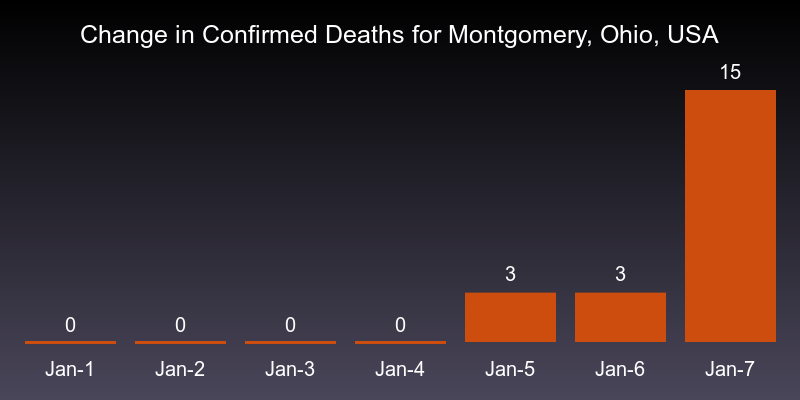 Change in Confirmed Deaths for Montgomery, Ohio, USA
15
3 3
0 0 0 0
Jan-1 Jan-2 Jan-3 Jan-4 Jan-5 Jan-6 Jan-7